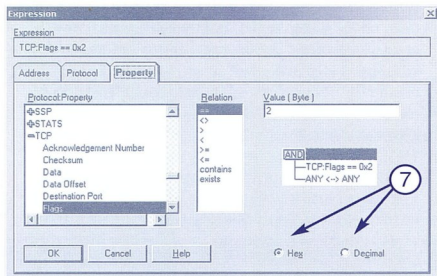 Expression
Expression
TCP:Flags == 0x2
Address Protocol Property
Protocol:Property
SSP
STATS
TCP
Acknowledgement Number
Checksum
Data
Data Offset
Destination Port
Flags
Relation
==
<>
>
<
>=
<=
contains
exists
Value ( Byte )
2
AND
TCP:Flags == 0x2
ANY <--> ANY
7
OK Cancel Help
Hex Decimal